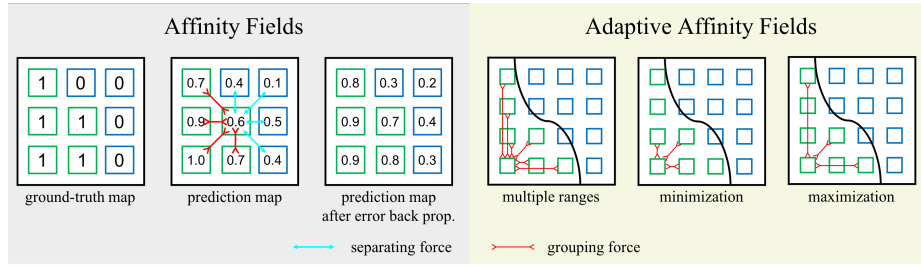 Affinity Fields
Adaptive Affinity Fields
1 0 0
1 1 0
1 1 0
0.7 0.4 0.1
0.9 0.6 0.5
1.0 0.7 0.4
0.8 0.3 0.2
0.9 0.7 0.4
0.9 0.8 0.3
ground-truth map
prediction map
prediction map
after error back prop.
multiple ranges
minimization
maximization
separating force
grouping force